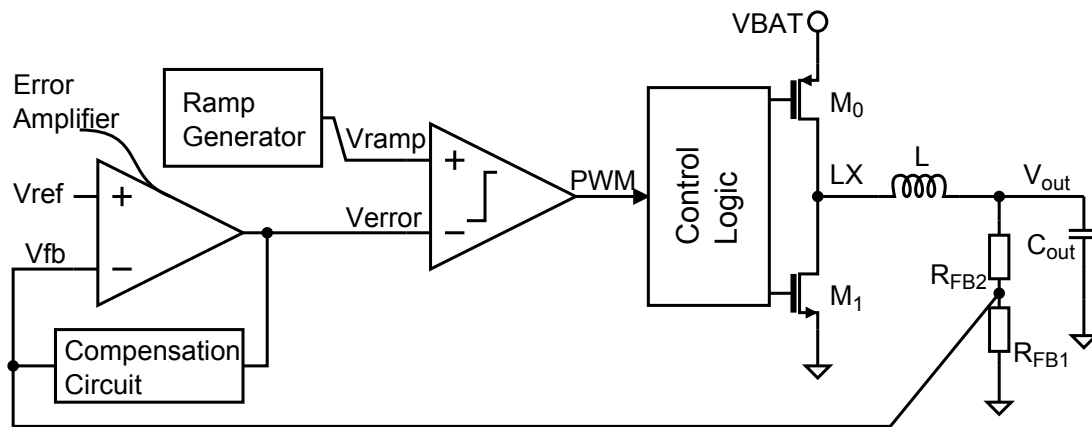 VBAT
Error
Amplifier
Ramp
Generator
M0
Vramp
L
+
PWM
Control
Logic
LX
Vout
Vref
+
Verror
−
Vfb
−
Cout
RFB2
M1
Compensation
Circuit
RFB1